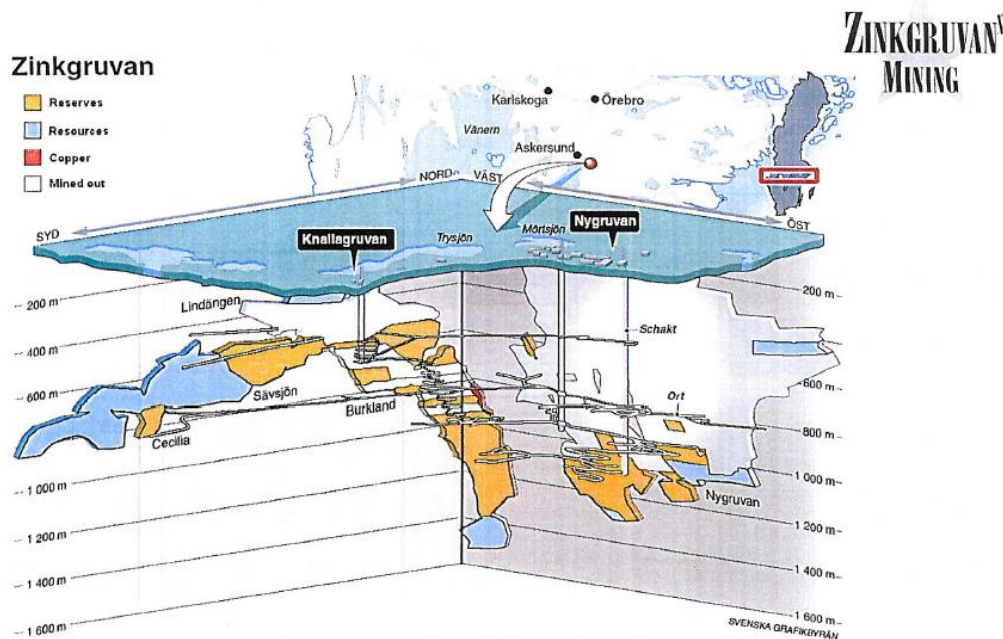 ZINKGRUVAN
MINING
Zinkgruvan
Reserves
Resources
Copper
Mined out
Karlskoga
Örebro
Vänern
Askersund
NORD
VÄST
SYD
ÖST
Knallagruvan
Trysjön
Mörtsjön
Nygruvan
200 m
Lindängen
200 m
Schakt
400 m
600 m
600 m
Sävsjön
Burkland
Ort
Cecilia
800 m
1 000 m
1 000 m
Nygruvan
1 200 m
1 200 m
1 400 m
1 400 m
1 600 m
1 600 m
SVENSKA GRAFIKBYRÅN